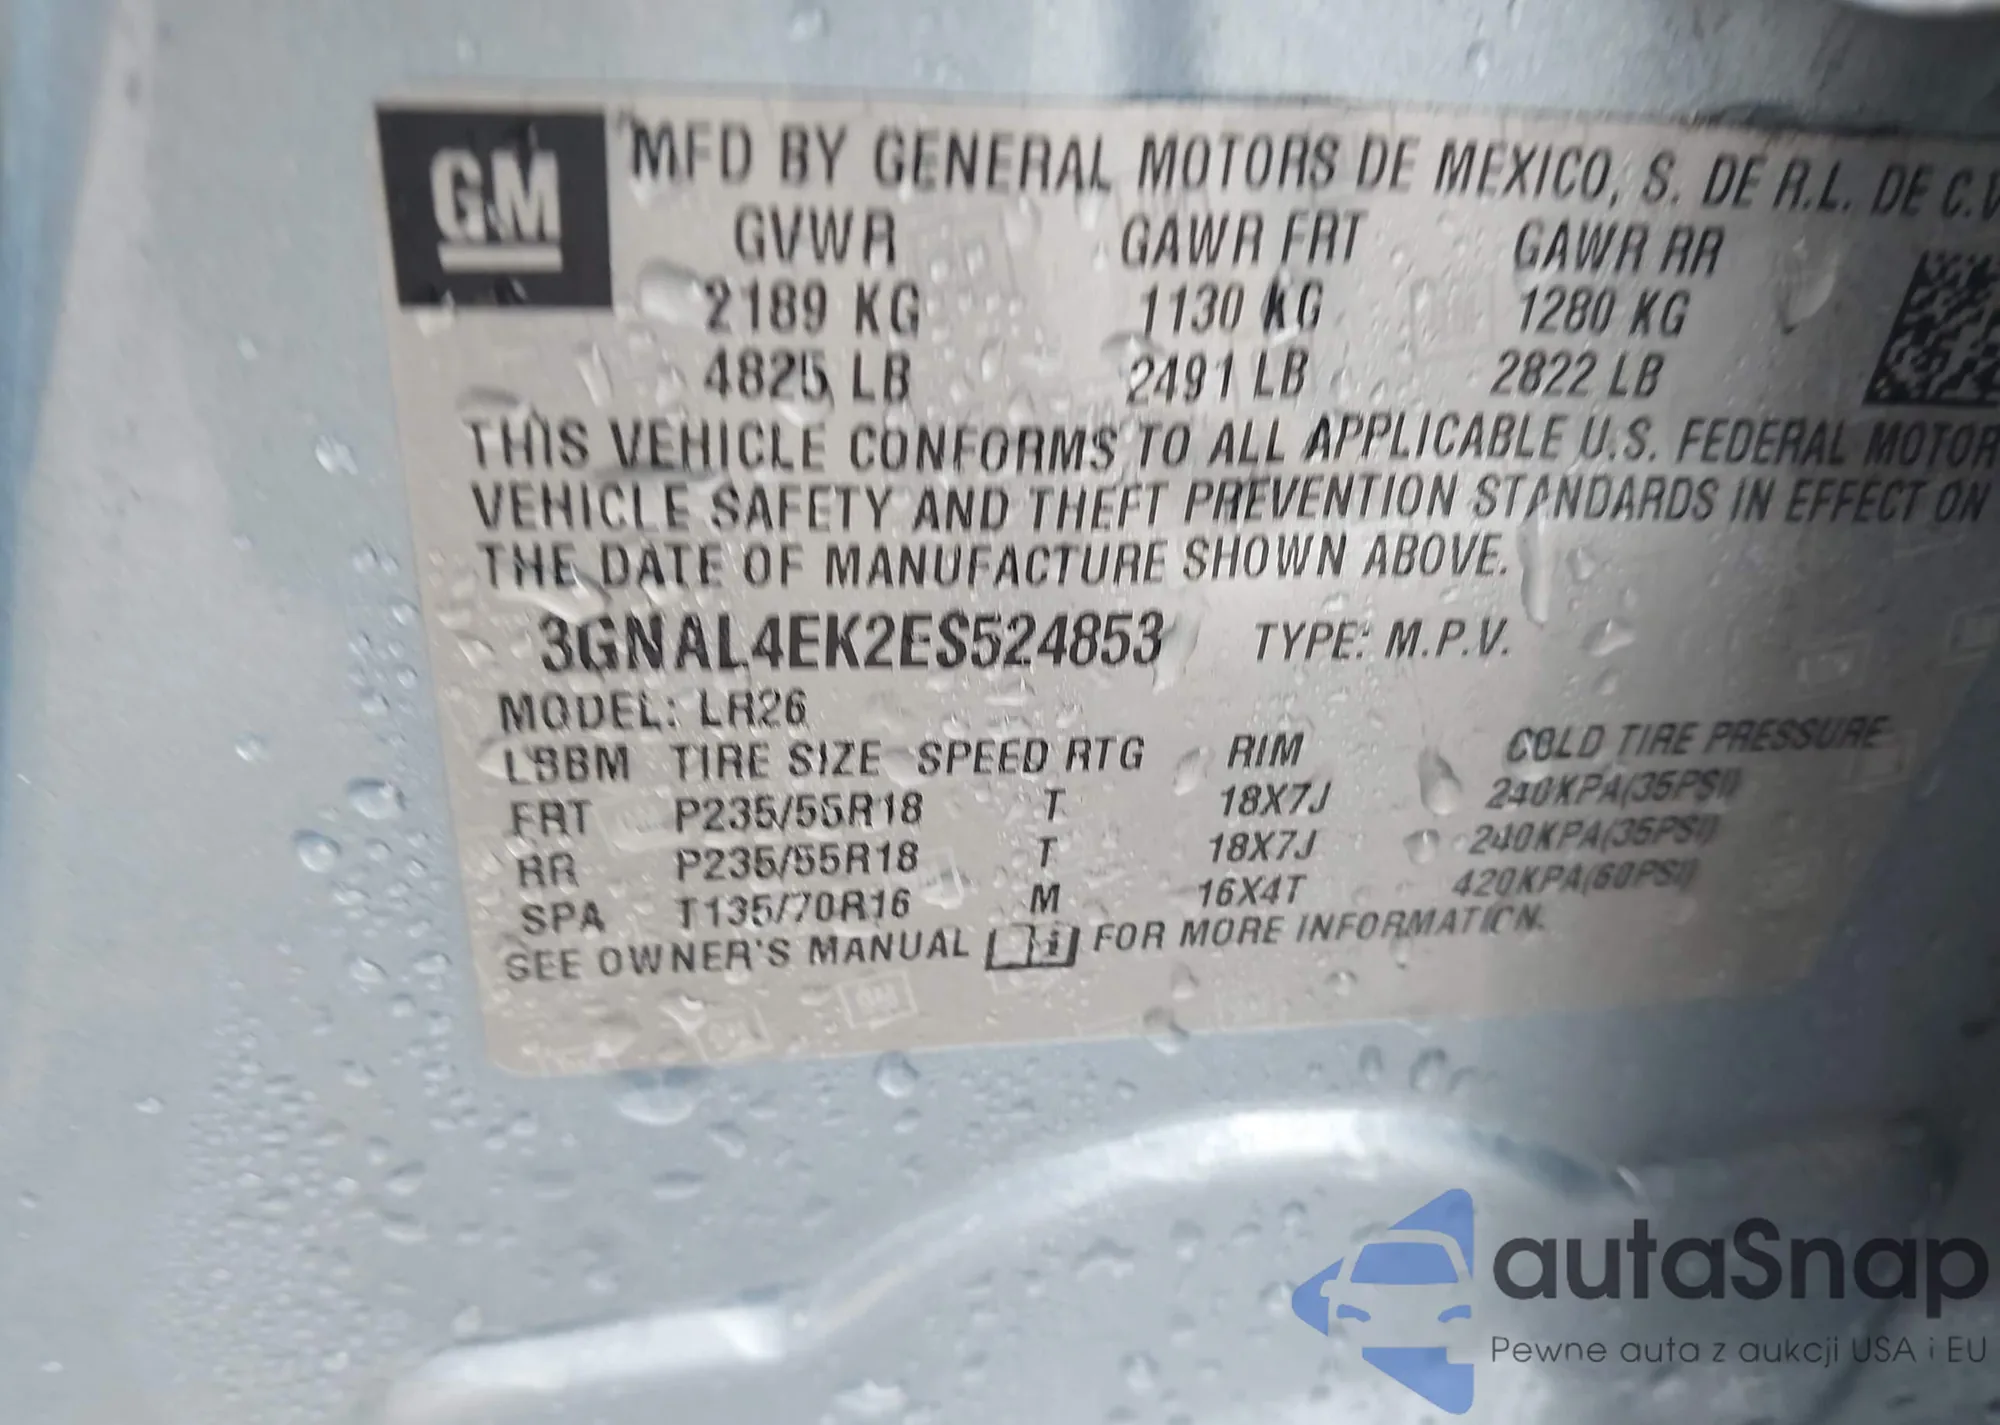 GM
MFD BY GENERAL MOTORS DE MEXICO, S. DE R.L. DE C.V
GVWR GAWR FRT GAWR RR
2189 KG 1130 KG 1280 KG
4825 LB 2491 LB 2822 LB
THIS VEHICLE CONFORMS TO ALL APPLICABLE U.S. FEDERAL MOTOR
VEHICLE SAFETY AND THEFT PREVENTION STANDARDS IN EFFECT ON
THE DATE OF MANUFACTURE SHOWN ABOVE.
3GNAL4EK2ES524853 TYPE: M.P.V.
MODEL: LR26
TIRE SIZE SPEED RTG RIM COLD TIRE PRESSURE
FRT P235/55R18 T 18X7J 240KPA(35PSI)
RR P235/55R18 T 18X7J 240KPA(35PSI)
SPA T135/70R16 M 16X4T 420KPA(60PSI)
SEE OWNER'S MANUAL FOR MORE INFORMATION.
autaSnap
Pewne auta z aukcji USA i EU